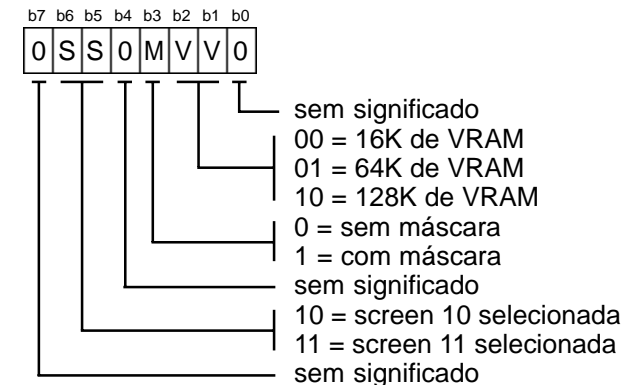 b7 b6 b5 b4 b3 b2 b1 b0
0 S S 0 M V V 0
sem significado
00 = 16K de VRAM
01 = 64K de VRAM
10 = 128K de VRAM
0 = sem máscara
1 = com máscara
sem significado
10 = screen 10 selecionada
11 = screen 11 selecionada
sem significado